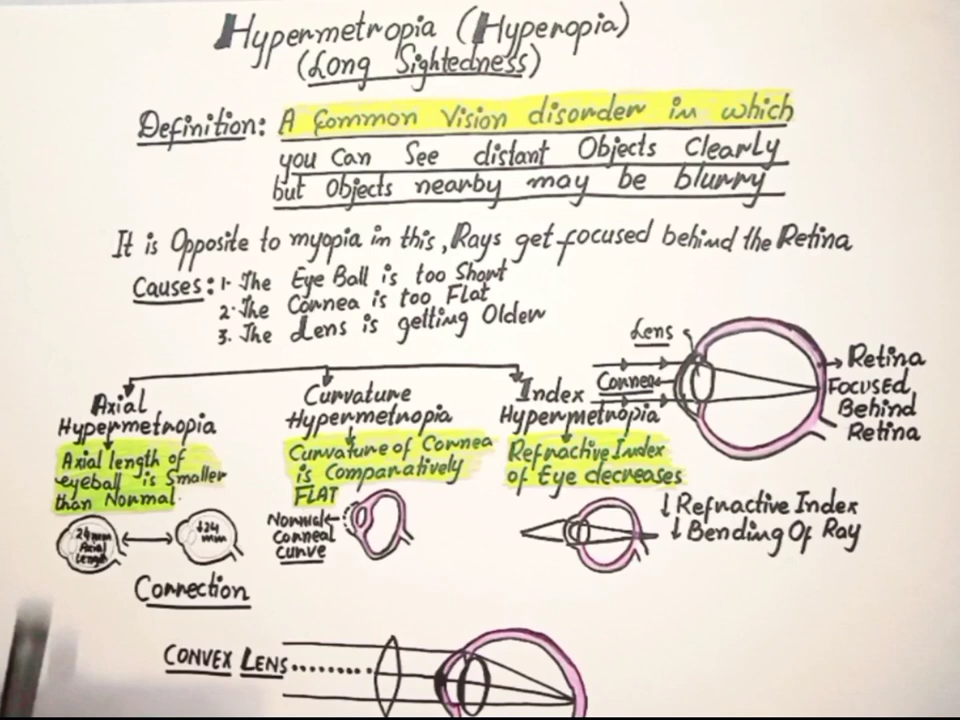 Hypermetropia (Hyperopia)
(Long Sightedness)
Definition: A Common Vision disorder in which
you Can See distant Objects Clearly
but Objects nearby may be blurry
It is Opposite to myopia in this, Rays get focused behind the Retina
Causes: 1. The Eye Ball is too Short
2. The Cornea is too Flat
3. The Lens is getting Older
Lens
Cornea
Retina
Focused
Behind
Retina
Axial
Hypermetropia
Axial length of
eyeball is Smaller
than Normal.
24mm
Axial
Length
↓24
mm
Curvature
Hypermetropia
Curvature of Cornea
is Comparatively
FLAT
Normal
Corneal
Curve
Index
Hypermetropia
Refractive Index
of Eye decreases
↓ Refractive Index
↓ Bending Of Ray
Correction
CONVEX LENS